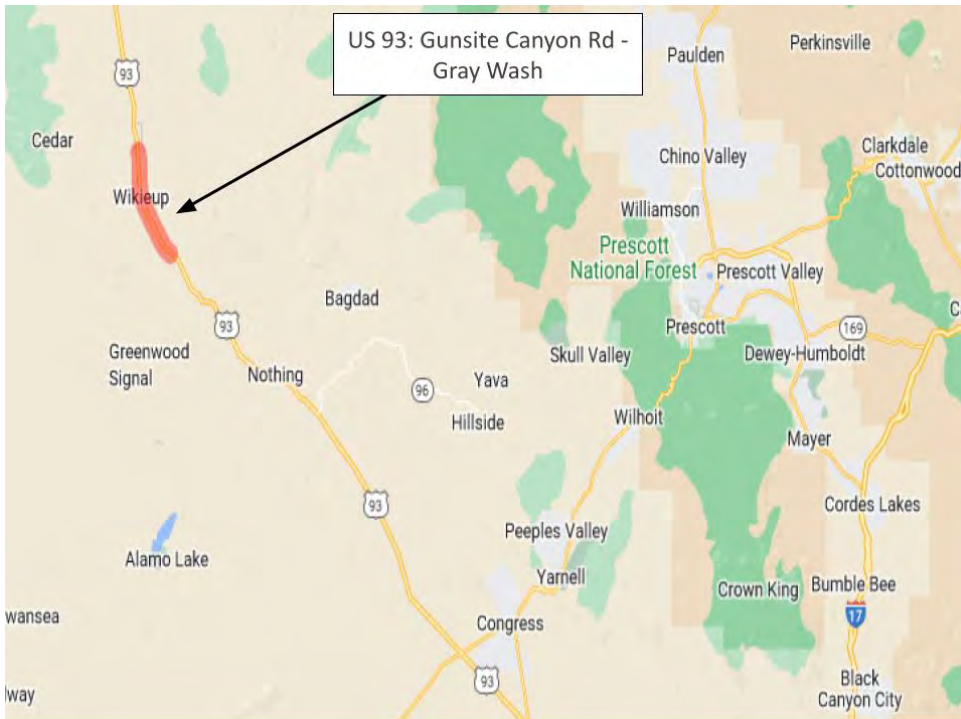 US 93: Gunsite Canyon Rd -
Gray Wash
Paulden
Perkinsville
93
Cedar
Chino Valley
Clarkdale
Cottonwood
Wikieup
Williamson
Prescott
National Forest
Prescott Valley
Bagdad
93
Prescott
169
Greenwood
Signal
Nothing
Skull Valley
Dewey-Humboldt
Yava
96
Hillside
Wilhoit
Mayer
93
Cordes Lakes
Peeples Valley
Alamo Lake
Yarnell
Crown King
Bumble Bee
17
wansea
Congress
93
Black
Canyon City
lway